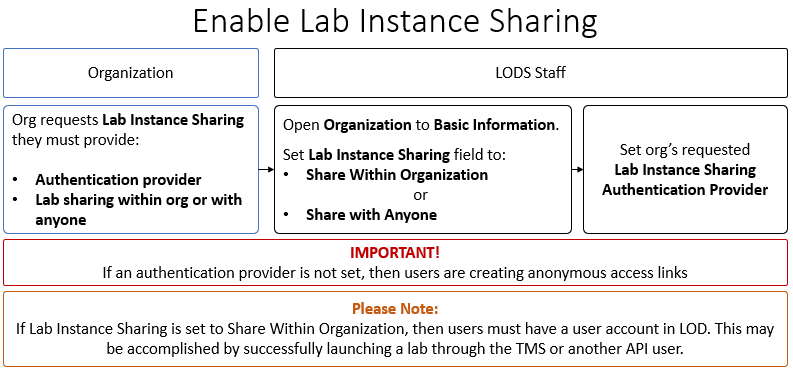 Enable Lab Instance Sharing
Organization
LODS Staff
Org requests Lab Instance Sharing
they must provide:
• Authentication provider
• Lab sharing within org or with
anyone
Open Organization to Basic Information.
Set Lab Instance Sharing field to:
• Share Within Organization
or
• Share with Anyone
Set org's requested
Lab Instance Sharing
Authentication Provider
IMPORTANT!
If an authentication provider is not set, then users are creating anonymous access links
Please Note:
If Lab Instance Sharing is set to Share Within Organization, then users must have a user account in LOD. This may
be accomplished by successfully launching a lab through the TMS or another API user.